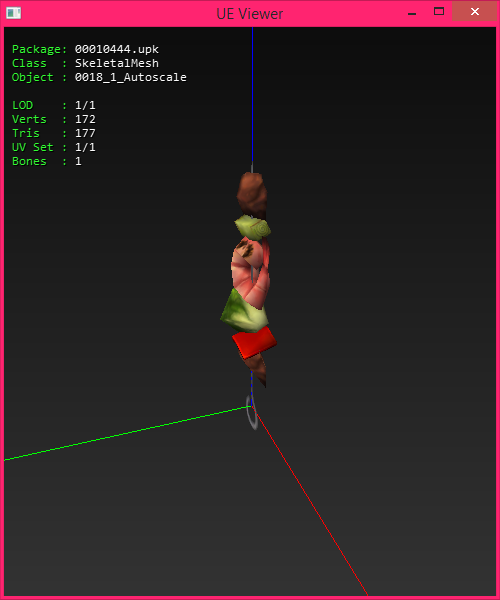 UE Viewer
Package: 00010444.upk
Class : SkeletalMesh
Object : 0018_1_Autoscale
LOD : 1/1
Verts : 172
Tris : 177
UV Set : 1/1
Bones : 1